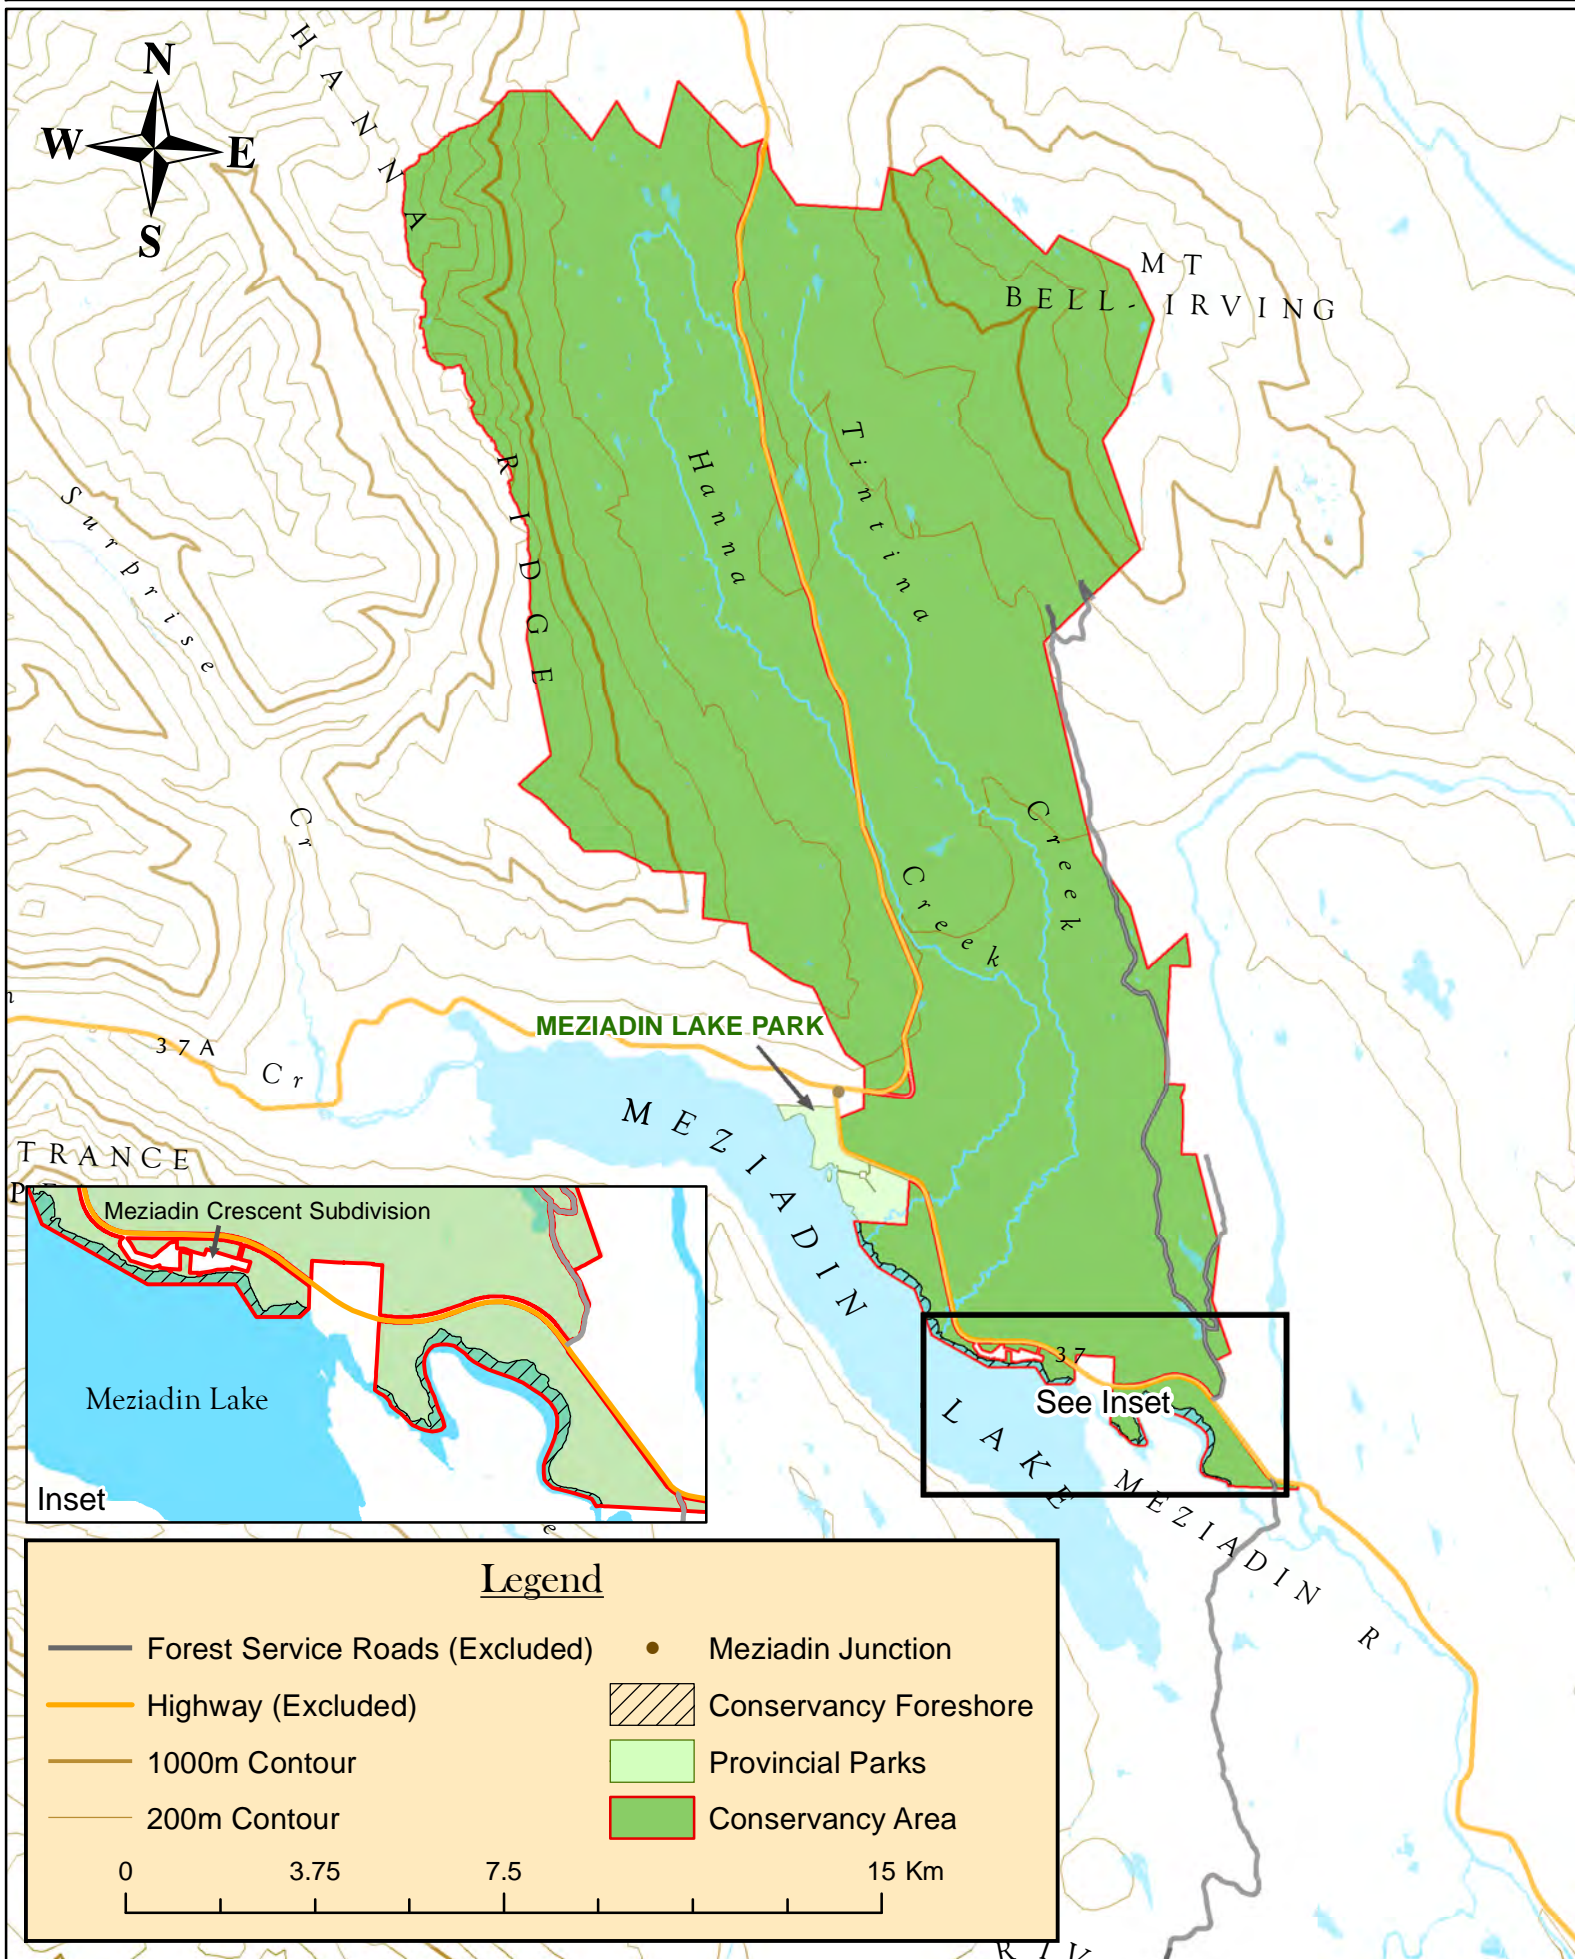 N
W E
S
HANNA
RIDGE
MT
BELL-IRVING
Hanna
Creek
Tintina
Creek
Surprise
Cr
MEZIADIN LAKE PARK
37A
Cr
MEZIADIN
LAKE
TRANCE
37
See Inset
MEZIADIN R
Meziadin Crescent Subdivision
Meziadin Lake
Inset
Legend
Forest Service Roads (Excluded)
Highway (Excluded)
1000m Contour
200m Contour
Meziadin Junction
Conservancy Foreshore
Provincial Parks
Conservancy Area
0 3.75 7.5 15 Km
RIV